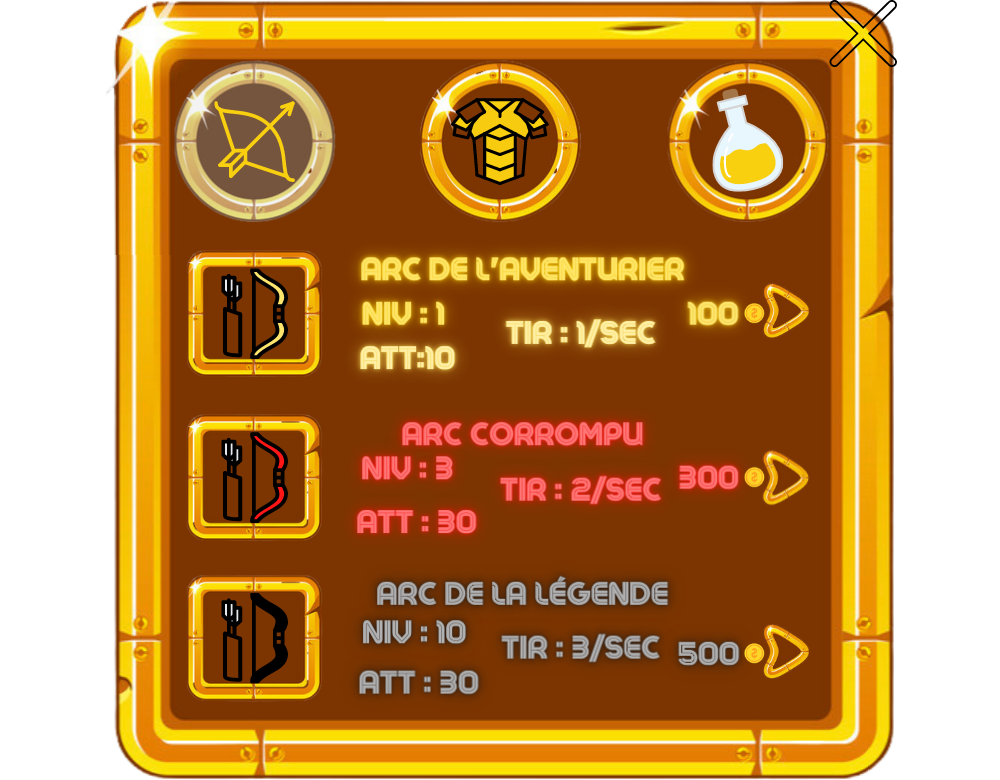 ARC DE L'AVENTURIER
NIV : 1
TIR : 1/SEC
100
ATT:10
ARC CORROMPU
NIV : 3
TIR : 2/SEC
300
ATT : 30
ARC DE LA LÉGENDE
NIV : 10
TIR : 3/SEC
500
ATT : 30